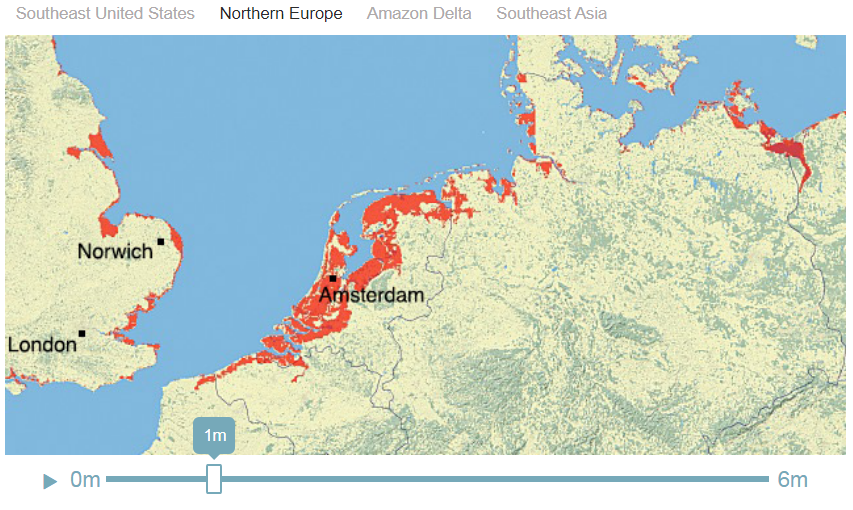 Southeast United States Northern Europe Amazon Delta Southeast Asia
Norwich
Amsterdam
London
1m
0m 6m